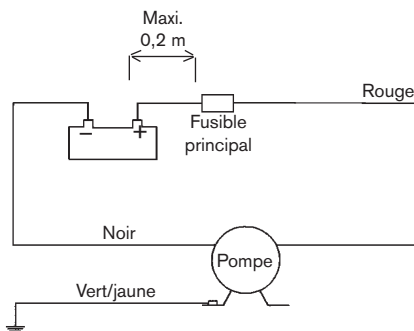 Maxi.
0,2 m
Rouge
− +
Fusible
principal
Noir
Pompe
Vert/jaune